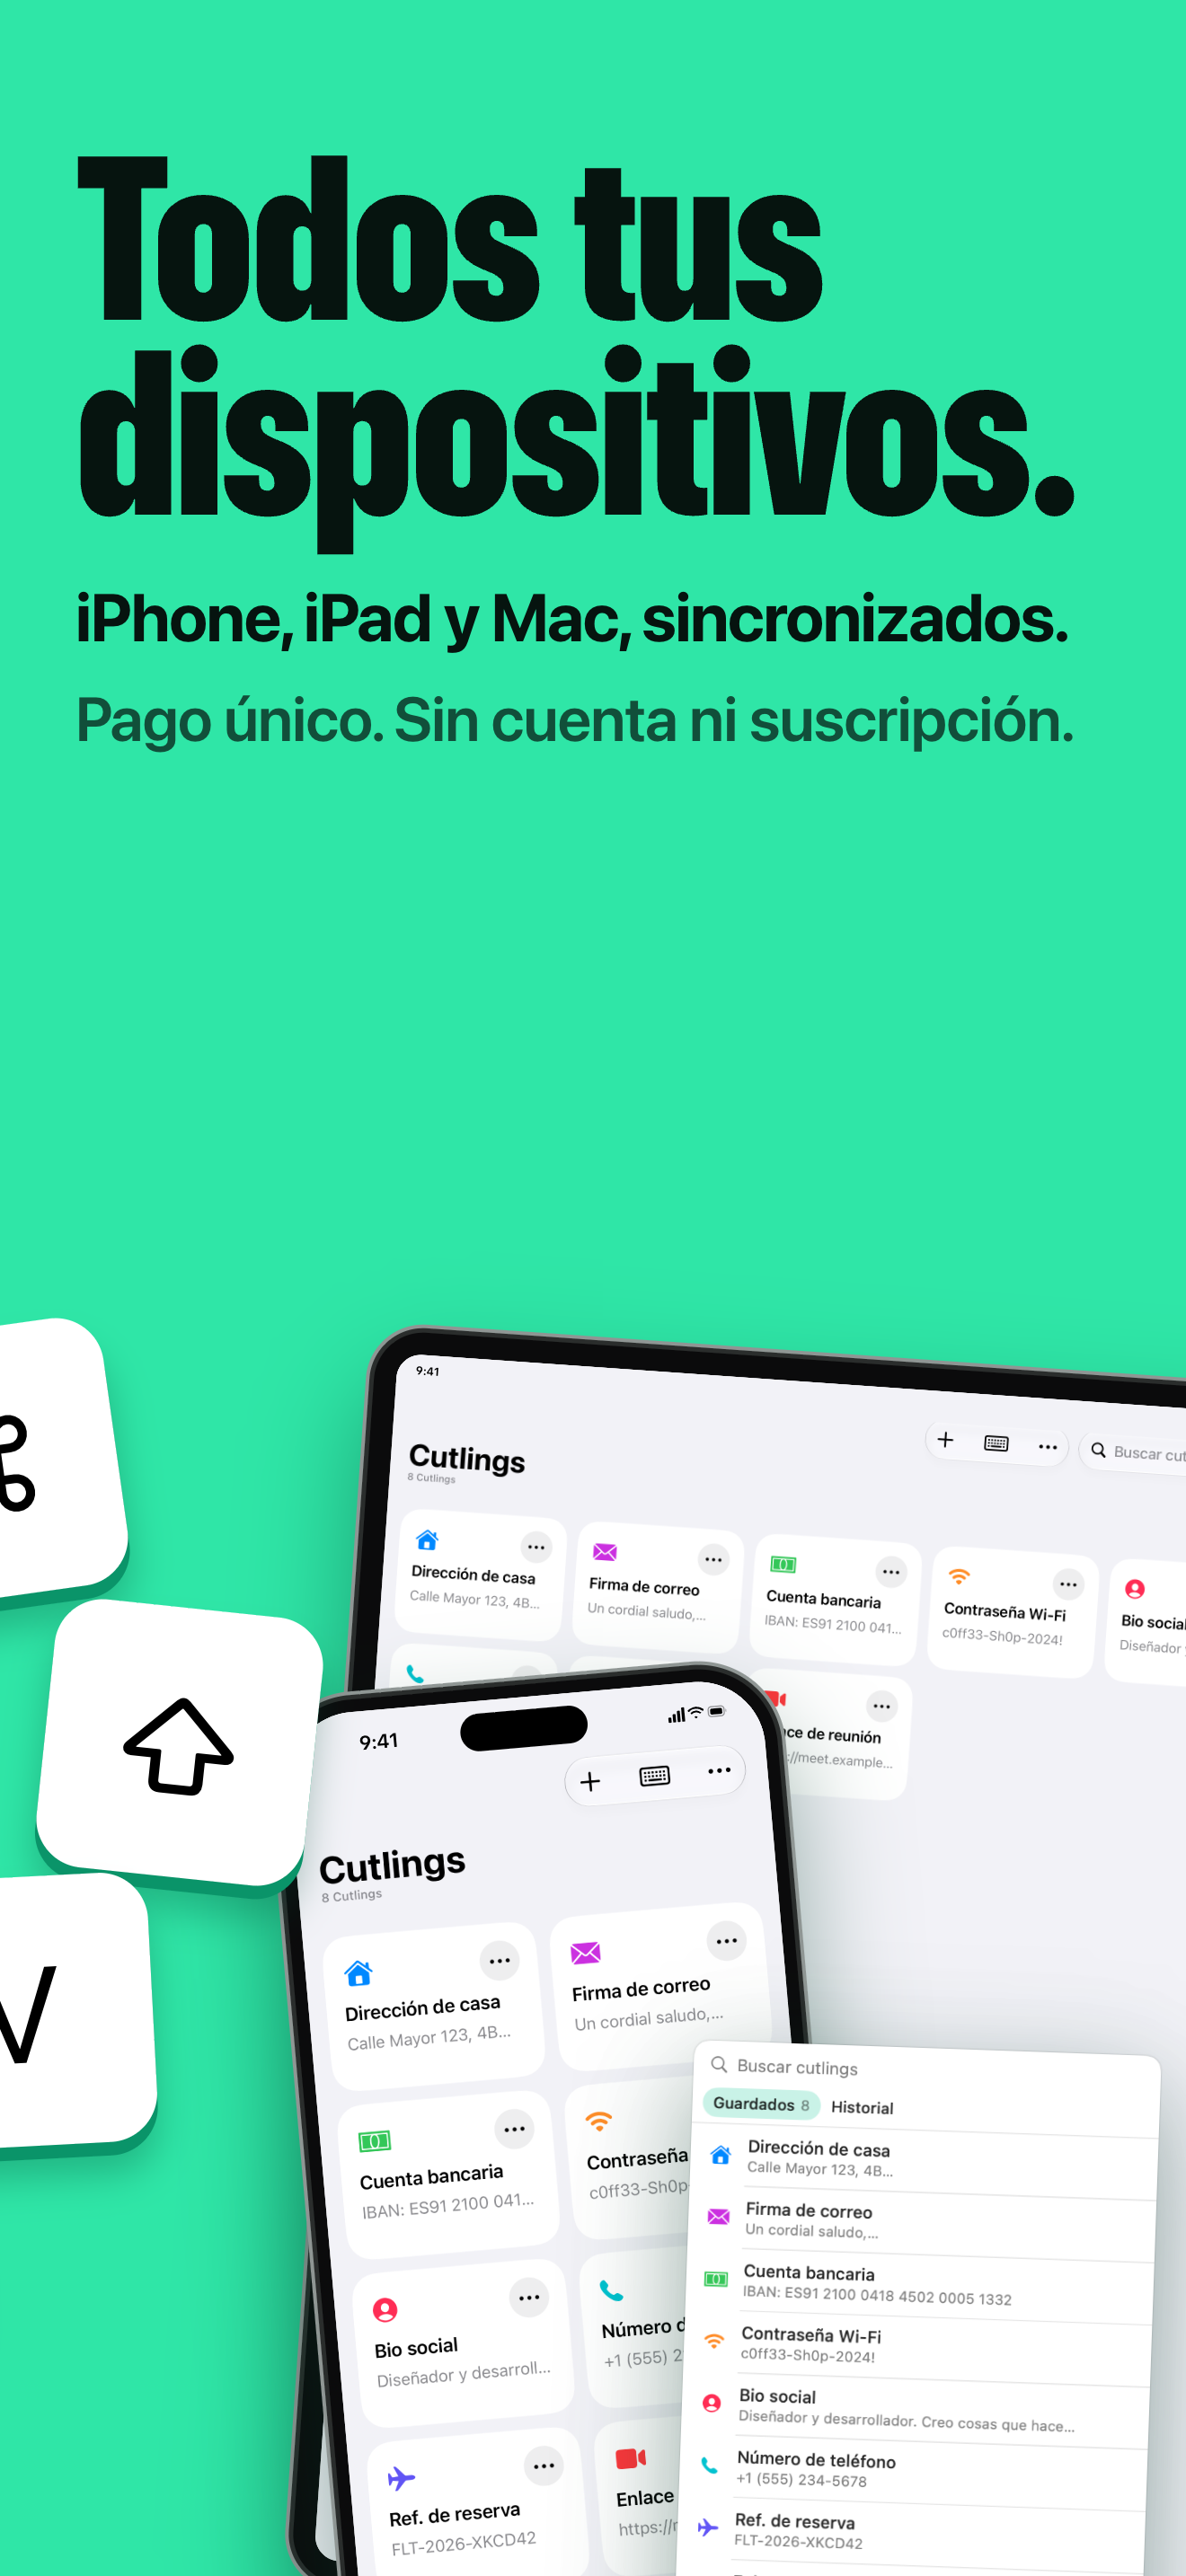 Todos tus
dispositivos.
iPhone, iPad y Mac, sincronizados.
Pago único. Sin cuenta ni suscripción.
9:41
Cutlings
8 Cutlings
Buscar cut
Dirección de casa
Calle Mayor 123, 4B...
Firma de correo
Un cordial saludo,...
Cuenta bancaria
IBAN: ES91 2100 041...
Contraseña Wi-Fi
c0ff33-Sh0p-2024!
Bio social
Diseñador
ce de reunión
://meet.example...
⌘
⇧
V
9:41
Cutlings
8 Cutlings
Dirección de casa
Calle Mayor 123, 4B...
Firma de correo
Un cordial saludo,...
Cuenta bancaria
IBAN: ES91 2100 041...
Contraseña
c0ff33-Sh0p-
Bio social
Diseñador y desarroll...
Número d
+1 (555) 2
Ref. de reserva
FLT-2026-XKCD42
Enlace
https://
Buscar cutlings
Guardados 8
Historial
Dirección de casa
Calle Mayor 123, 4B...
Firma de correo
Un cordial saludo,...
Cuenta bancaria
IBAN: ES91 2100 0418 4502 0005 1332
Contraseña Wi-Fi
c0ff33-Sh0p-2024!
Bio social
Diseñador y desarrollador. Creo cosas que hace...
Número de teléfono
+1 (555) 234-5678
Ref. de reserva
FLT-2026-XKCD42